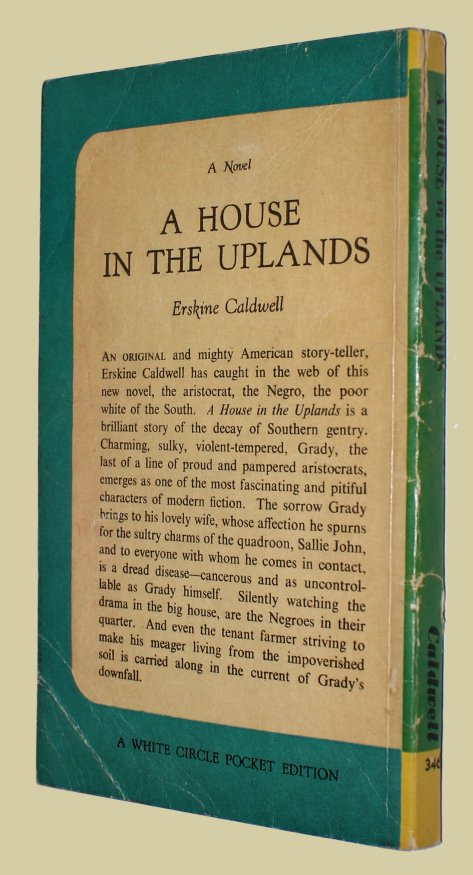 A Novel
A HOUSE
IN THE UPLANDS
Erskine Caldwell
AN ORIGINAL and mighty American story-teller,
Erskine Caldwell has caught in the web of this
new novel, the aristocrat, the Negro, the poor
white of the South. A House in the Uplands is a
brilliant story of the decay of Southern gentry.
Charming, sulky, violent-tempered, Grady, the
last of a line of proud and pampered aristocrats,
emerges as one of the most fascinating and pitiful
characters of modern fiction. The sorrow Grady
brings to his lovely wife, whose affection he spurns
for the sultry charms of the quadroon, Sallie John,
and to everyone with whom he comes in contact,
is a dread disease—cancerous and as uncontrol-
lable as Grady himself. Silently watching the
drama in the big house, are the Negroes in their
quarter. And even the tenant farmer striving to
make his meager living from the impoverished
soil is carried along in the current of Grady's
downfall.
A WHITE CIRCLE POCKET EDITION
A HOUSE in the UPLANDS
Caldwell